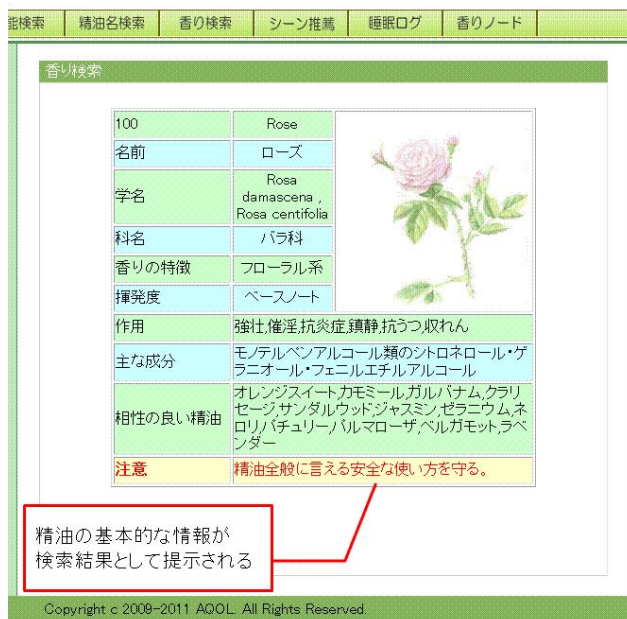 能検索 精油名検索 香り検索 シーン推薦 睡眠ログ 香りノード
香り検索
100 Rose
名前 ローズ
学名 Rosa
damascena ,
Rosa centifolia
科名 バラ科
香りの特徴 フローラル系
揮発度 ベースノート
作用 強壮,催淫,抗炎症,鎮静,抗うつ,収れん
主な成分 モノテルペンアルコール類のシトロネロール・ゲ
ラニオール・フェニルエチルアルコール
相性の良い精油 オレンジスイート,カモミール,ガルバナム,クラリ
セージ,サンダルウッド,ジャスミン,ゼラニウム,ネ
ロリ,パチュリー,パルマローザ,ベルガモット,ラベ
ンダー
注意 精油全般に言える安全な使い方を守る。
精油の基本的な情報が
検索結果として提示される
Copyright c 2009-2011 AQOL. All Rights Reserved.